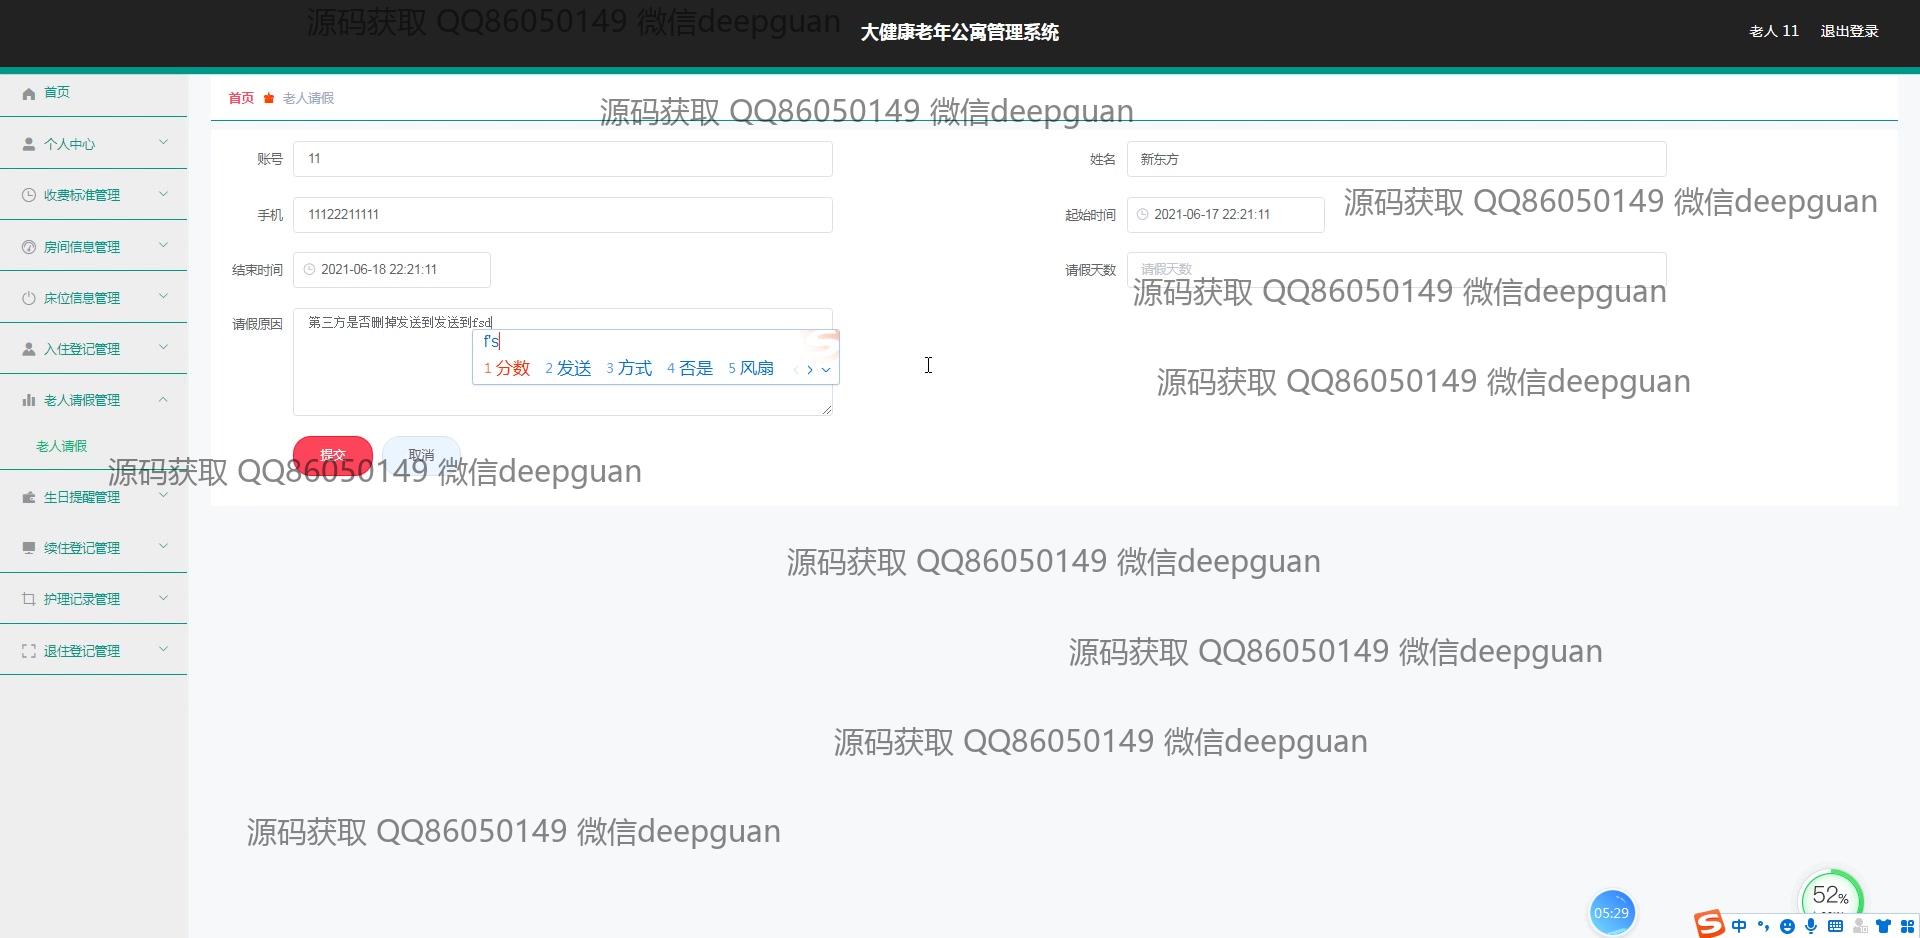 源码获取 QQ86050149 微信deepguan
大健康老年公寓管理系统
老人 11 退出登录
首页
个人中心
收费标准管理
房间信息管理
床位信息管理
入住登记管理
老人请假管理
老人请假
生日提醒管理
续住登记管理
护理记录管理
退住登记管理
首页 老人请假
源码获取 QQ86050149 微信deepguan
账号 11
姓名 新东方
手机 11122211111
起始时间 2021-06-17 22:21:11
源码获取 QQ86050149 微信deepguan
结束时间 2021-06-18 22:21:11
请假天数 请假天数
源码获取 QQ86050149 微信deepguan
请假原因 第三方是否删掉发送到发送到fsd
f's
1 分数 2 发送 3 方式 4 否是 5 风扇
源码获取 QQ86050149 微信deepguan
提交 取消
源码获取 QQ86050149 微信deepguan
源码获取 QQ86050149 微信deepguan
源码获取 QQ86050149 微信deepguan
源码获取 QQ86050149 微信deepguan
源码获取 QQ86050149 微信deepguan
05:29
52%
中